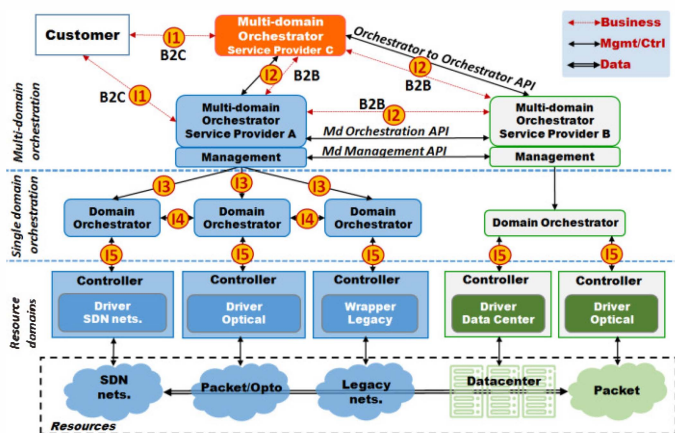 Customer
I1
B2C
Multi-domain
Orchestrator
Service Provider C
Business
Mgmt/Ctrl
Data
Orchestrator to Orchestrator API
I2
B2B
I2
B2B
B2C
I1
Multi-domain orchestration
Multi-domain
Orchestrator
Service Provider A
Management
B2B
I2
Md Orchestration API
Md Management API
Multi-domain
Orchestrator
Service Provider B
Management
Single domain
orchestration
I3
I3
I3
Domain
Orchestrator
I4
Domain
Orchestrator
I4
Domain
Orchestrator
Domain Orchestrator
I5
I5
I5
I5
I5
Resource
domains
Controller
Driver
SDN nets.
Controller
Driver
Optical
Controller
Wrapper
Legacy
Controller
Driver
Data Center
Controller
Driver
Optical
SDN
nets.
Packet/Opto
Legacy
nets.
Datacenter
Packet
Resources